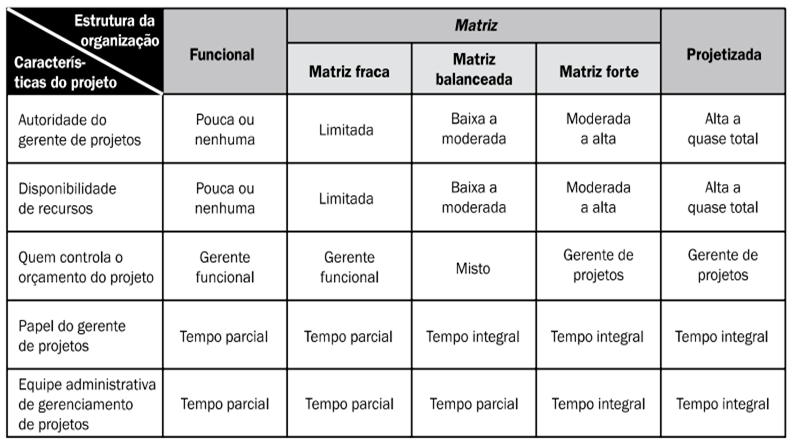 Estrutura da
organização
Caracterís-
ticas do projeto
Funcional
Matriz
Matriz fraca
Matriz
balanceada
Matriz forte
Projetizada
Autoridade do
gerente de projetos
Pouca ou
nenhuma
Limitada
Baixa a
moderada
Moderada
a alta
Alta a
quase total
Disponibilidade
de recursos
Pouca ou
nenhuma
Limitada
Baixa a
moderada
Moderada
a alta
Alta a
quase total
Quem controla o
orçamento do projeto
Gerente
funcional
Gerente
funcional
Misto
Gerente de
projetos
Gerente de
projetos
Papel do gerente
de projetos
Tempo parcial
Tempo parcial
Tempo integral
Tempo integral
Tempo integral
Equipe administrativa
de gerenciamento
de projetos
Tempo parcial
Tempo parcial
Tempo parcial
Tempo integral
Tempo integral